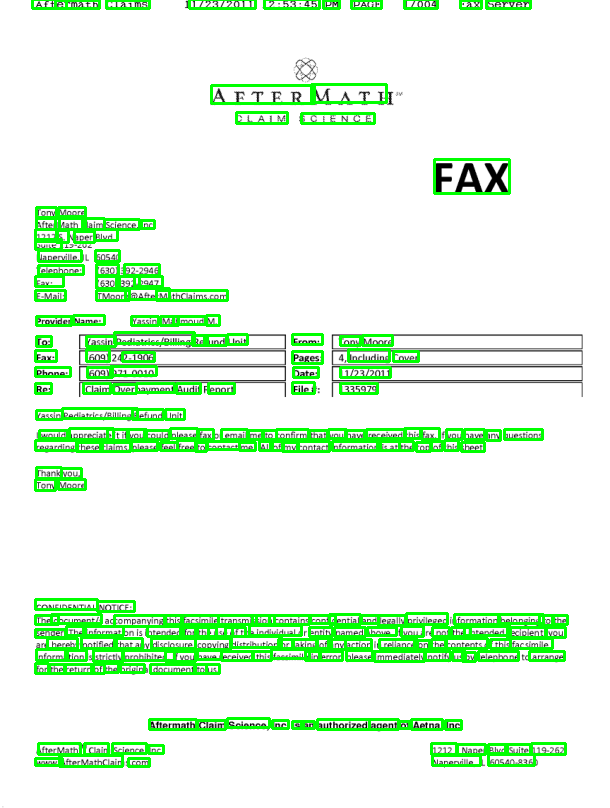 Aftermath Claims 11/23/2011 2:53:45 PM PAGE 1/004 Fax Server
AFTERMATH
CLAIM SCIENCE
FAX
Tony Moore
AfterMath Claim Science, Inc
1212 S. Naper Blvd.
Suite 119-262
Naperville, IL 60540
Telephone: (630) 392-2946
Fax: (630) 392-2947
E-Mail: TMoore@AfterMathClaims.com
Provider Name: Yassin Mahmoud M.
To: Yassin Pediatrics/Billing Refund Unit From: Tony Moore
Fax: (609) 242-1906 Pages: 4, Including Cover
Phone: (609) 971-0010 Date: 11/23/2011
Re: Claim Overpayment Audit Report File #: 335979
Yassin Pediatrics/Billing Refund Unit,
I would appreciate it if you could please fax or email me to confirm that you have received this fax. If you have any questions
regarding these claims, please feel free to contact me. All of my contact information is at the top of this sheet.
Thank you,
Tony Moore
CONFIDENTIAL NOTICE:
The document/s accompanying this facsimile transmission contains confidential and legally privileged information belonging to the
sender. The information is intended for the use of the individual or entity named above. If you are not the intended recipient, you
are hereby notified that any disclosure copying distribution or taking of any action in reliance on the contents of this facsimile
information is strictly prohibited. If you have received this facsimile in error, please immediately notify us by telephone to arrange
for the return of the original document to us.
Aftermath Claim Science, Inc. is an authorized agent of Aetna, Inc.
AfterMath Claim Science, Inc. 1212 S. Naper Blvd Suite 119-262
www.AfterMathClaims.com Naperville, IL 60540-8360